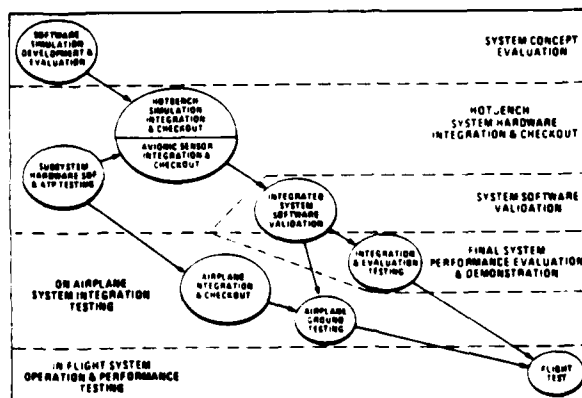 SOFTWARE
SIMULATION
DEVELOPMENT &
EVALUATION
SYSTEM CONCEPT
EVALUATION
HOTBENCH
SIMULATION
INTEGRATION
& CHECKOUT
AVIONIC SENSOR
INTEGRATION
& CHECKOUT
HOTBENCH
SYSTEM HARDWARE
INTEGRATION & CHECKOUT
SUBSYSTEM
HARDWARE SOF
& ATP TESTING
INTEGRATED
SYSTEM
SOFTWARE
VALIDATION
SYSTEM SOFTWARE
VALIDATION
INTEGRATION
& EVALUATION
TESTING
FINAL SYSTEM
PERFORMANCE EVALUATION
& DEMONSTRATION
ON AIRPLANE
SYSTEM INTEGRATION
TESTING
AIRPLANE
INTEGRATION
& CHECKOUT
AIRPLANE
GROUND
TESTING
IN FLIGHT SYSTEM
OPERATION & PERFORMANCE
TESTING
FLIGHT
TEST